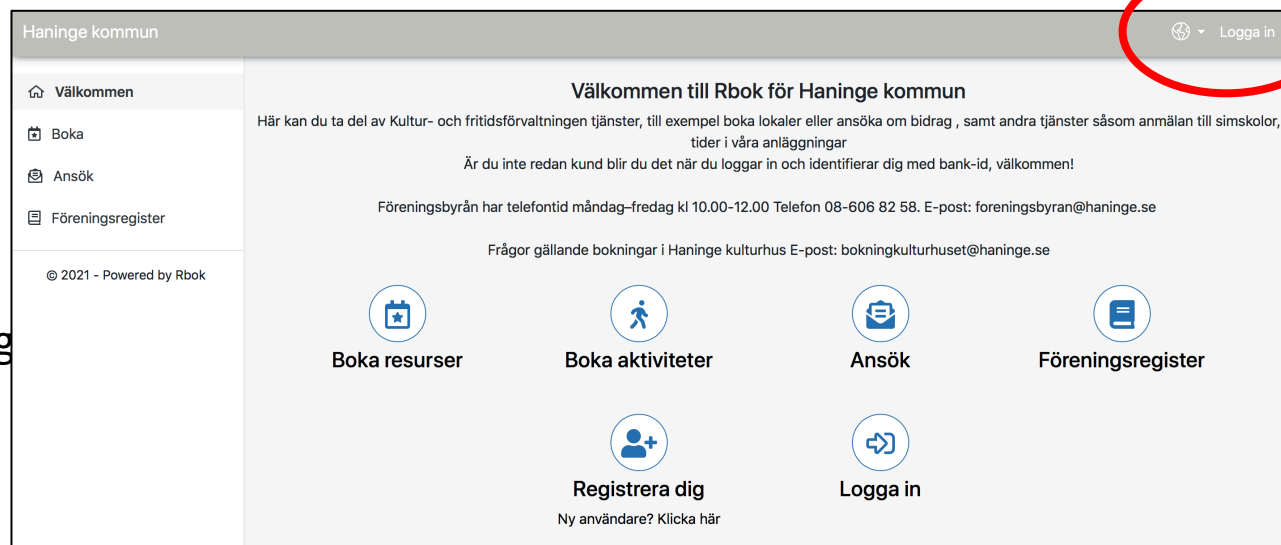 Haninge kommun
Logga in
Välkommen
Boka
Ansök
Föreningsregister
© 2021 - Powered by Rbok
g
Välkommen till Rbok för Haninge kommun
Här kan du ta del av Kultur- och fritidsförvaltningen tjänster, till exempel boka lokaler eller ansöka om bidrag , samt andra tjänster såsom anmälan till simskolor,
tider i våra anläggningar
Är du inte redan kund blir du det när du loggar in och identifierar dig med bank-id, välkommen!
Föreningsbyrån har telefontid måndag–fredag kl 10.00-12.00 Telefon 08-606 82 58. E-post: foreningsbyran@haninge.se
Frågor gällande bokningar i Haninge kulturhus E-post: bokningkulturhuset@haninge.se
Boka resurser
Boka aktiviteter
Ansök
Föreningsregister
Registrera dig
Logga in
Ny användare? Klicka här